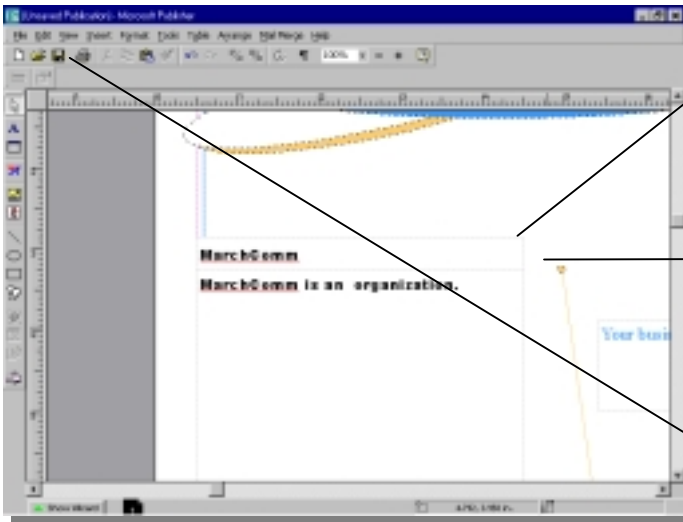 [Unsaved Publication] - Microsoft Publisher
File Edit View Insert Format Tools Table Arrange Mail Merge Help
100%
MarchComm
MarchComm is an organization.
Your busin
Show Wizard